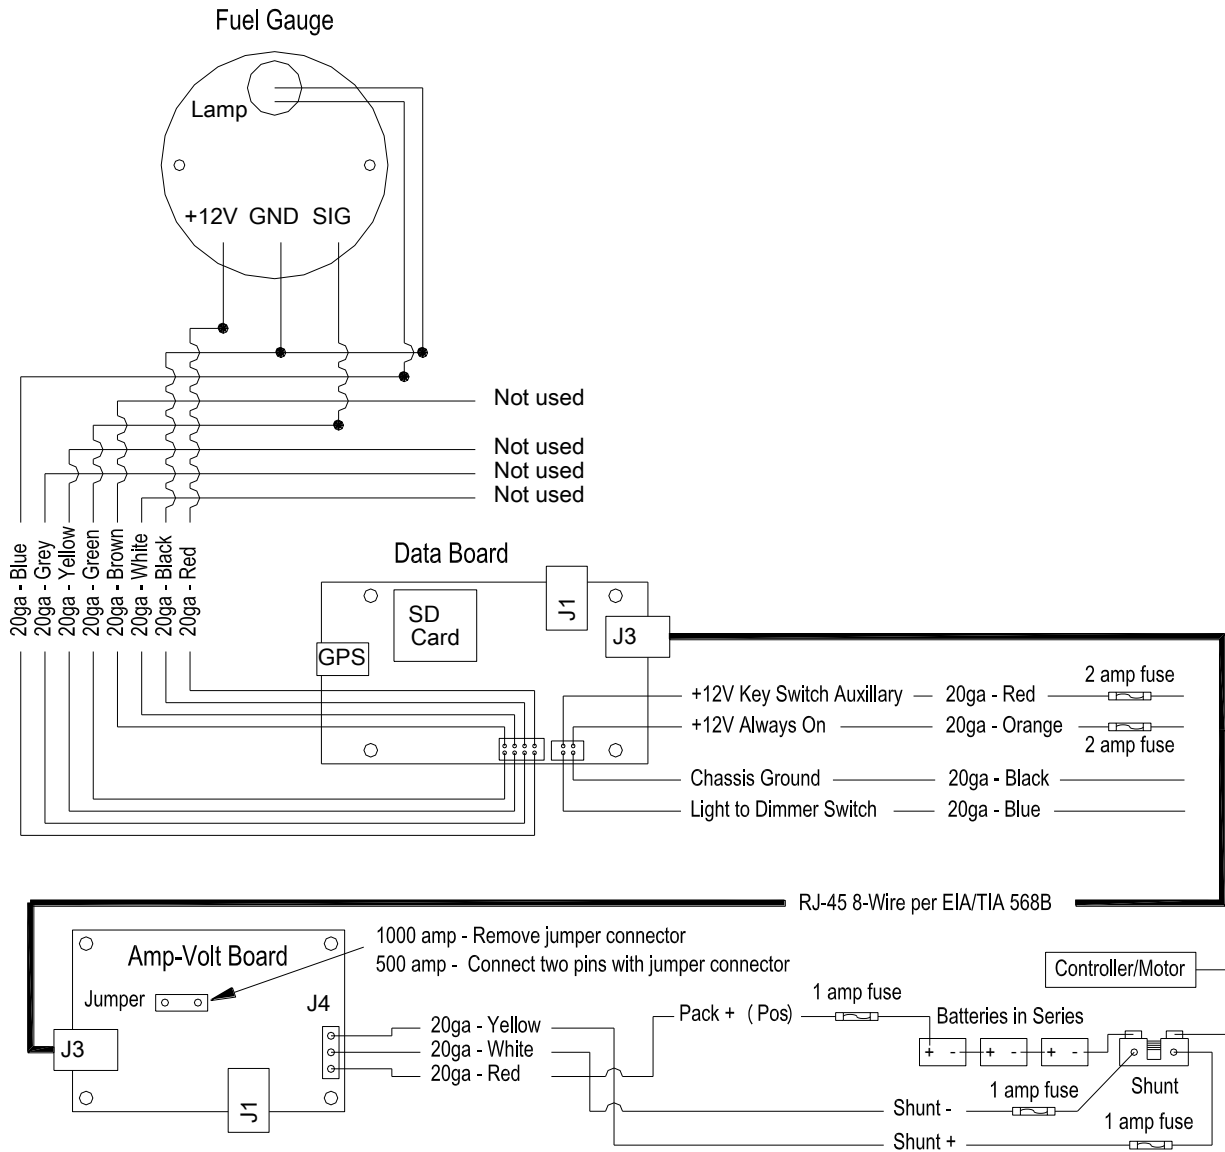 Fuel Gauge
Lamp
+12V GND SIG
Not used
Not used
Not used
Not used
20ga - Blue
20ga - Grey
20ga - Yellow
20ga - Green
20ga - Brown
20ga - White
20ga - Black
20ga - Red
Data Board
J1
SD
Card
J3
GPS
2 amp fuse
+12V Key Switch Auxillary 20ga - Red
+12V Always On 20ga - Orange
2 amp fuse
Chassis Ground 20ga - Black
Light to Dimmer Switch 20ga - Blue
RJ-45 8-Wire per EIA/TIA 568B
1000 amp - Remove jumper connector
500 amp - Connect two pins with jumper connector
Amp-Volt Board
Jumper
J4
J3
J1
Controller/Motor
1 amp fuse
Pack + ( Pos)
Batteries in Series
20ga - Yellow
20ga - White
20ga - Red
+ - + - + -
1 amp fuse
Shunt
Shunt -
1 amp fuse
Shunt +